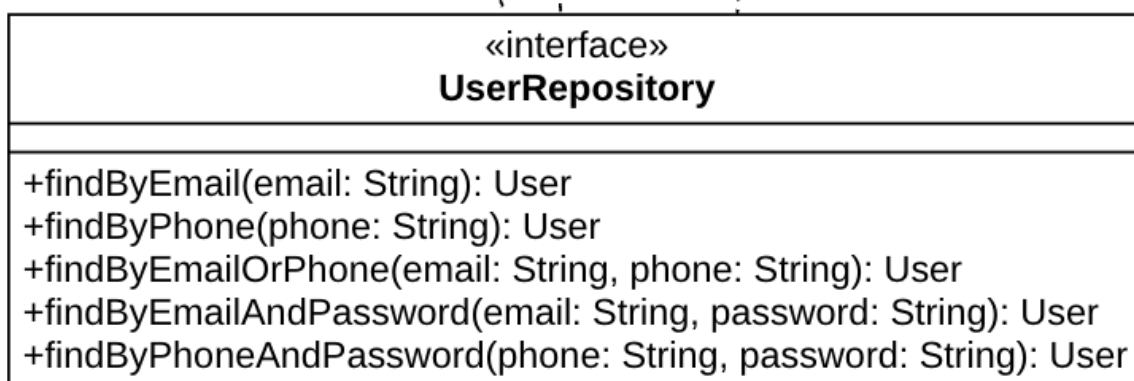 «interface»
UserRepository
+findByEmail(email: String): User
+findByPhone(phone: String): User
+findByEmailOrPhone(email: String, phone: String): User
+findByEmailAndPassword(email: String, password: String): User
+findByPhoneAndPassword(phone: String, password: String): User